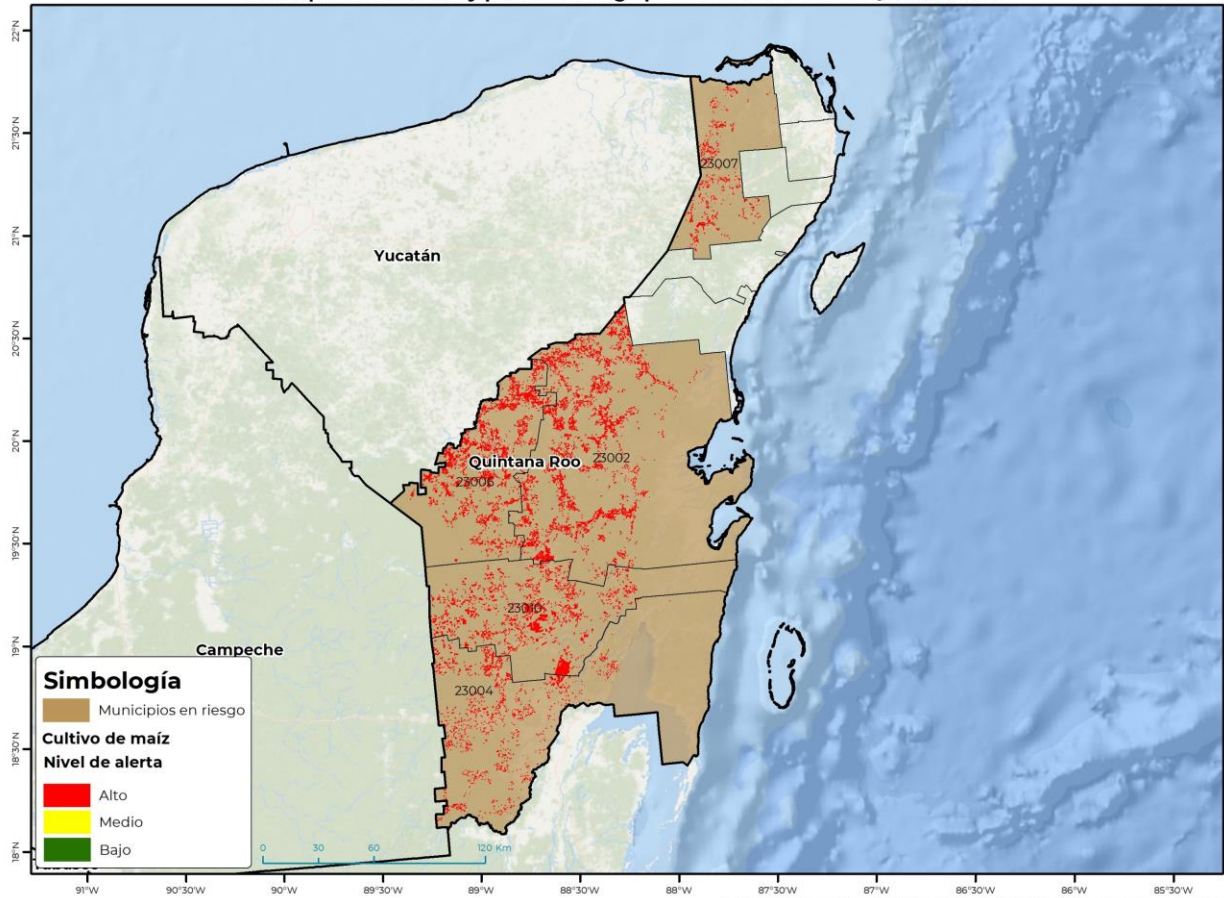 22°N
21°30'N
21°N
20°30'N
20°N
19°30'N
19°N
18°30'N
18°N
23007
Yucatán
Quintana Roo
23002
23006
23010
Campeche
23004
Simbología
Municipios en riesgo
Cultivo de maíz
Nivel de alerta
Alto
Medio
Bajo
0 30 60 120 Km
91°W 90°30'W 90°W 89°30'W 89°W 88°30'W 88°W 87°30'W 87°W 86°30'W 86°W 85°30'W